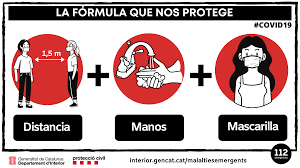 LA FÓRMULA QUE NOS PROTEGE
#COVID19
1,5 m
Distancia
Manos
Mascarilla
Generalitat de Catalunya
Departament d'Interior
protecció civil
interior.gencat.cat/malaltiesemergents
112